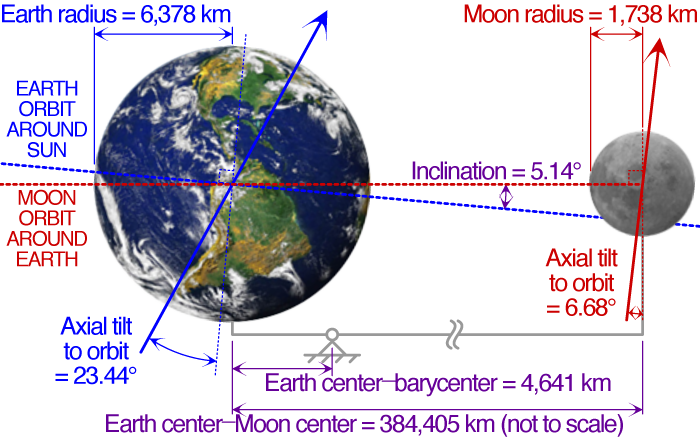 Earth radius = 6,378 km
Moon radius = 1,738 km
EARTH
ORBIT
AROUND
SUN
Inclination = 5.14°
MOON
ORBIT
AROUND
EARTH
Axial tilt
to orbit
= 6.68°
Axial tilt
to orbit
= 23.44°
Earth center–barycenter = 4,641 km
Earth center–Moon center = 384,405 km (not to scale)